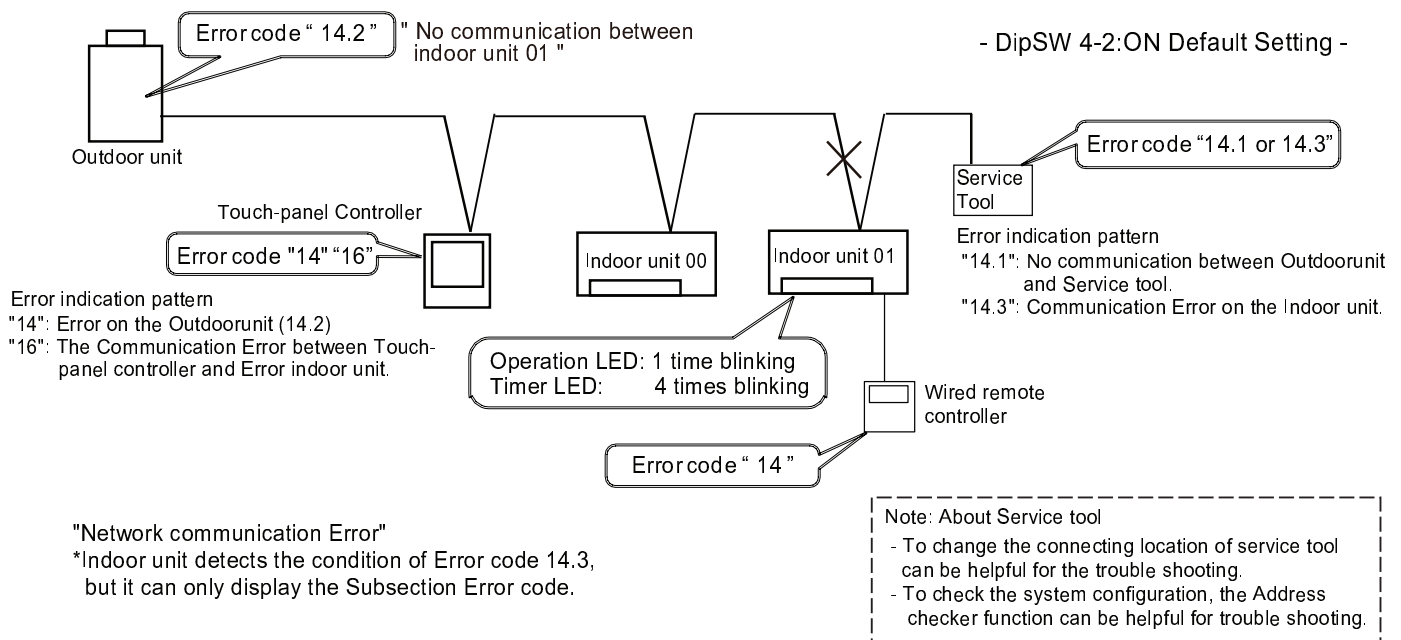 Error code " 14.2 "
" No communication between
indoor unit 01 "
- DipSW 4-2:ON Default Setting -
Outdoor unit
Error code "14.1 or 14.3"
Service
Tool
Touch-panel Controller
Error code "14" "16"
Indoor unit 00
Indoor unit 01
Error indication pattern
"14.1": No communication between Outdoorunit
and Service tool.
"14.3": Communication Error on the Indoor unit.
Error indication pattern
"14": Error on the Outdoorunit (14.2)
"16": The Communication Error between Touch-
panel controller and Error indoor unit.
Operation LED: 1 time blinking
Timer LED: 4 times blinking
Wired remote
controller
Error code " 14 "
"Network communication Error"
*Indoor unit detects the condition of Error code 14.3,
but it can only display the Subsection Error code.
Note: About Service tool
- To change the connecting location of service tool
can be helpful for the trouble shooting.
- To check the system configuration, the Address
checker function can be helpful for trouble shooting.